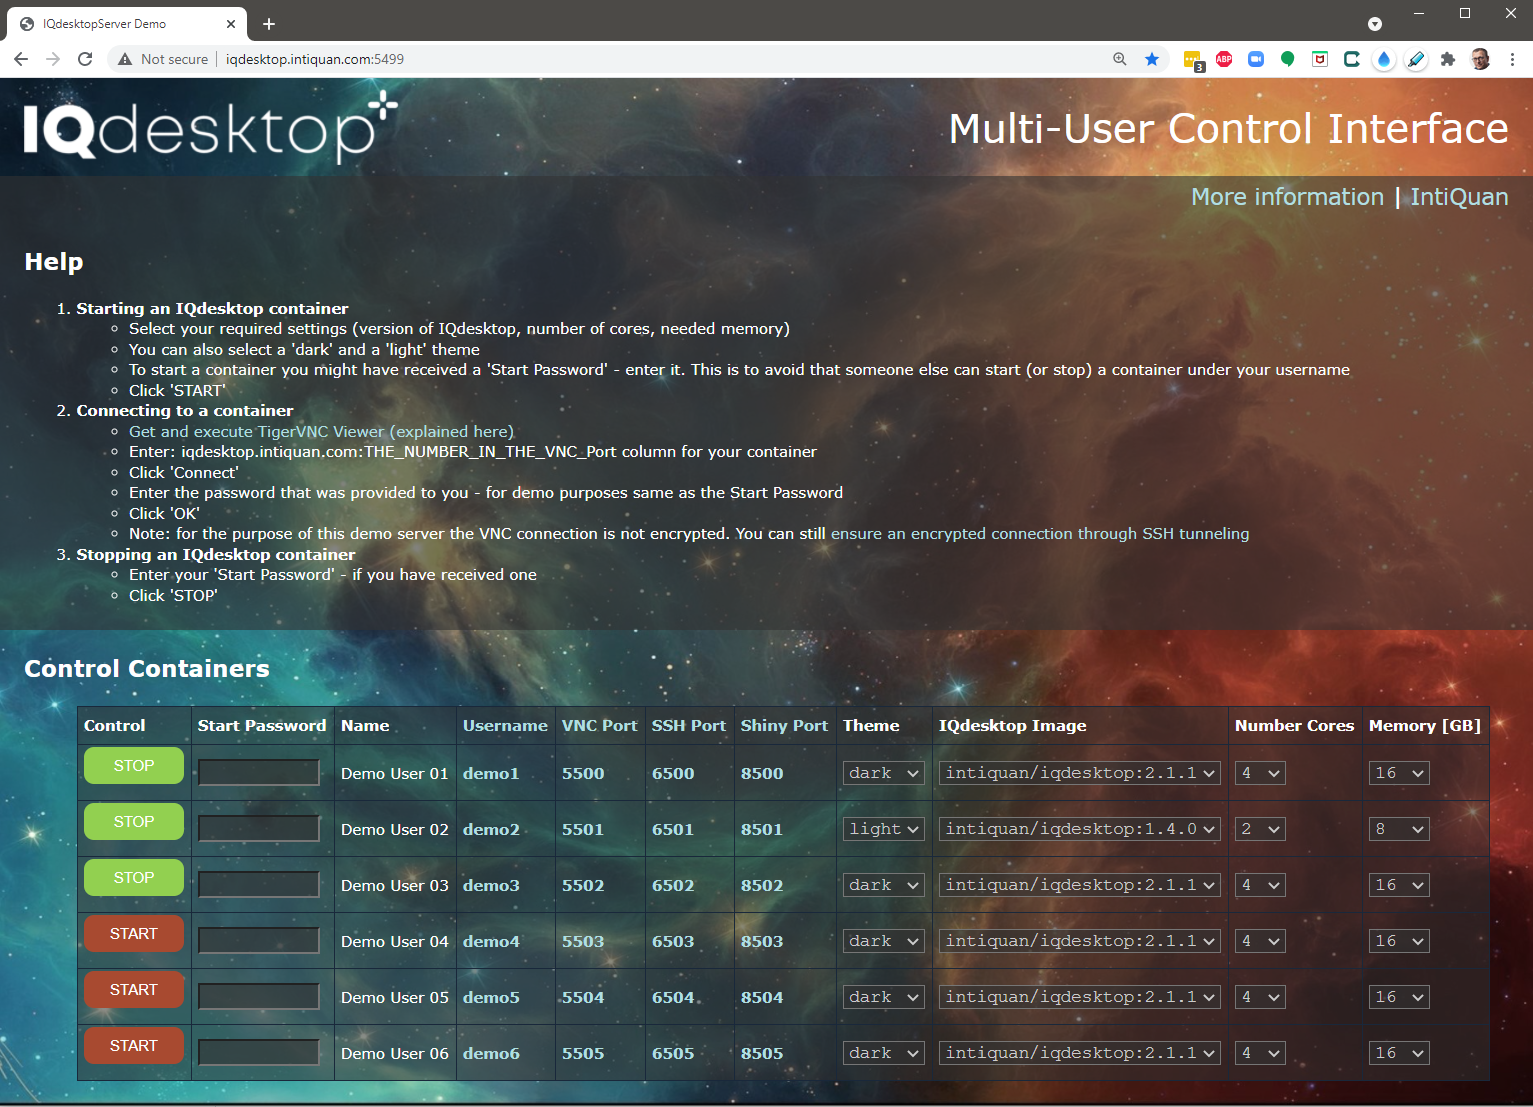 IQdesktopServer Demo
Not secure
iqdesktop.intiquan.com:5499
3
ABP
IQdesktop
Multi-User Control Interface
More information | IntiQuan
Help
1. Starting an IQdesktop container
Select your required settings (version of IQdesktop, number of cores, needed memory)
You can also select a 'dark' and a 'light' theme
To start a container you might have received a 'Start Password' - enter it. This is to avoid that someone else can start (or stop) a container under your username
Click 'START'
2. Connecting to a container
Get and execute TigerVNC Viewer (explained here)
Enter: iqdesktop.intiquan.com:THE_NUMBER_IN_THE_VNC_Port column for your container
Click 'Connect'
Enter the password that was provided to you - for demo purposes same as the Start Password
Click 'OK'
Note: for the purpose of this demo server the VNC connection is not encrypted. You can still ensure an encrypted connection through SSH tunneling
3. Stopping an IQdesktop container
Enter your 'Start Password' - if you have received one
Click 'STOP'
Control Containers
Control Start Password Name Username VNC Port SSH Port Shiny Port Theme IQdesktop Image Number Cores Memory [GB]
STOP Demo User 01 demo1 5500 6500 8500 dark intiquan/iqdesktop:2.1.1 4 16
STOP Demo User 02 demo2 5501 6501 8501 light intiquan/iqdesktop:1.4.0 2 8
STOP Demo User 03 demo3 5502 6502 8502 dark intiquan/iqdesktop:2.1.1 4 16
START Demo User 04 demo4 5503 6503 8503 dark intiquan/iqdesktop:2.1.1 4 16
START Demo User 05 demo5 5504 6504 8504 dark intiquan/iqdesktop:2.1.1 4 16
START Demo User 06 demo6 5505 6505 8505 dark intiquan/iqdesktop:2.1.1 4 16